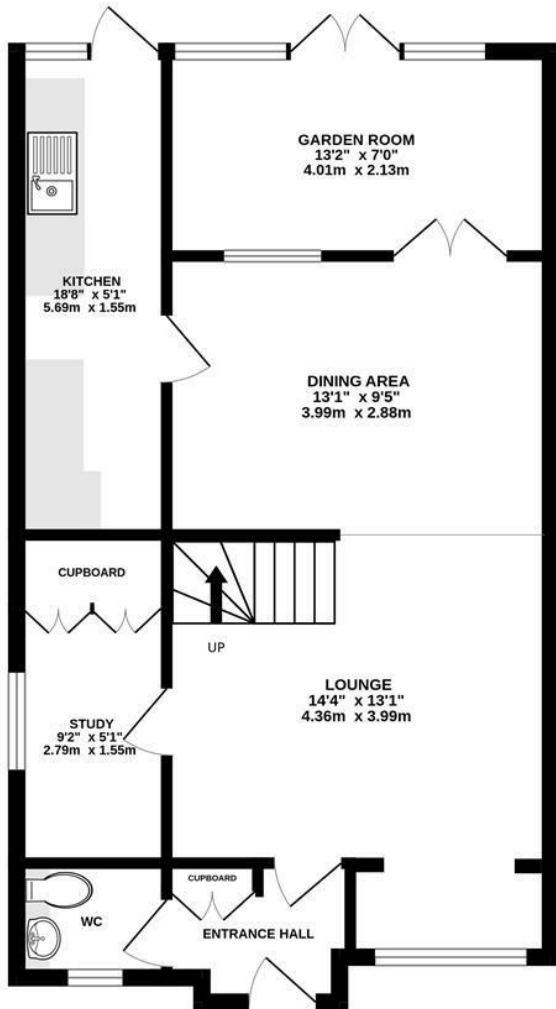 GARDEN ROOM
13'2" x 7'0"
4.01m x 2.13m
KITCHEN
18'8" x 5'1"
5.69m x 1.55m
DINING AREA
13'1" x 9'5"
3.99m x 2.88m
CUPBOARD
UP
LOUNGE
14'4" x 13'1"
4.36m x 3.99m
STUDY
9'2" x 5'1"
2.79m x 1.55m
CUPBOARD
WC
ENTRANCE HALL